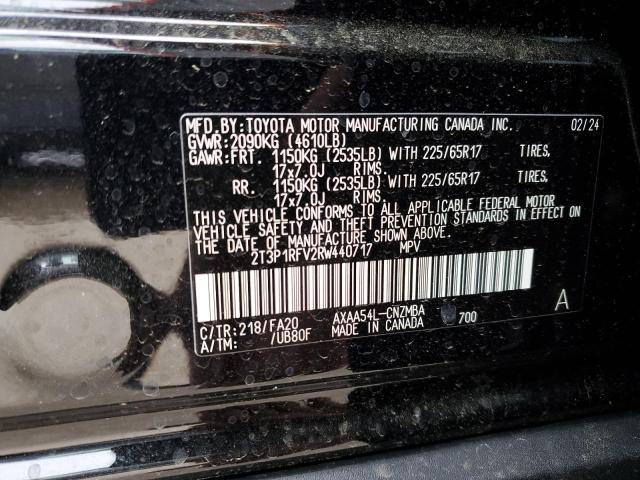 MFD.BY:TOYOTA MOTOR MANUFACTURING CANADA INC. 02/24
GVWR:2090KG (4610LB)
GAWR:FRT. 1150KG (2535LB) WITH 225/65R17 TIRES,
17x7.0J RIMS.
RR. 1150KG (2535LB) WITH 225/65R17 TIRES,
17x7.0J RIMS.
THIS VEHICLE CONFORMS TO ALL APPLICABLE FEDERAL MOTOR
VEHICLE SAFETY AND THEFT PREVENTION STANDARDS IN EFFECT ON
THE DATE OF MANUFACTURE SHOWN ABOVE.
2T3P1RFV2RW440717 MPV
C/TR:218/FA20 AXAA54L-CNZMBA 700 A
A/TM: /UB80F MADE IN CANADA